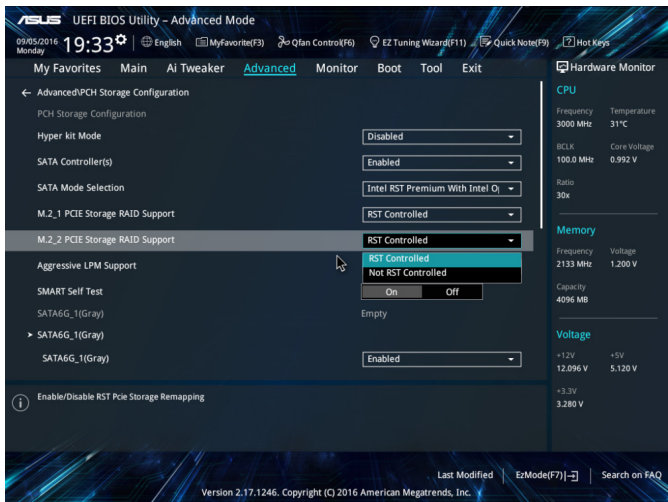 ASUS UEFI BIOS Utility – Advanced Mode
09/05/2016 Monday 19:33 English MyFavorite(F3) Qfan Control(F6) EZ Tuning Wizard(F11) Quick Note(F9) ? Hot Keys
My Favorites Main Ai Tweaker Advanced Monitor Boot Tool Exit Hardware Monitor
← Advanced\PCH Storage Configuration
PCH Storage Configuration
Hyper kit Mode Disabled
SATA Controller(s) Enabled
SATA Mode Selection Intel RST Premium With Intel O
M.2_1 PCIE Storage RAID Support RST Controlled
M.2_2 PCIE Storage RAID Support RST Controlled
RST Controlled
Not RST Controlled
Aggressive LPM Support
SMART Self Test On Off
SATA6G_1(Gray) Empty
> SATA6G_1(Gray)
SATA6G_1(Gray) Enabled
i Enable/Disable RST Pcie Storage Remapping
CPU
Frequency Temperature
3000 MHz 31°C
BCLK Core Voltage
100.0 MHz 0.992 V
Ratio
30x
Memory
Frequency Voltage
2133 MHz 1.200 V
Capacity
4096 MB
Voltage
+12V +5V
12.096 V 5.120 V
+3.3V
3.280 V
Last Modified EzMode(F7)| Search on FAQ
Version 2.17.1246. Copyright (C) 2016 American Megatrends, Inc.